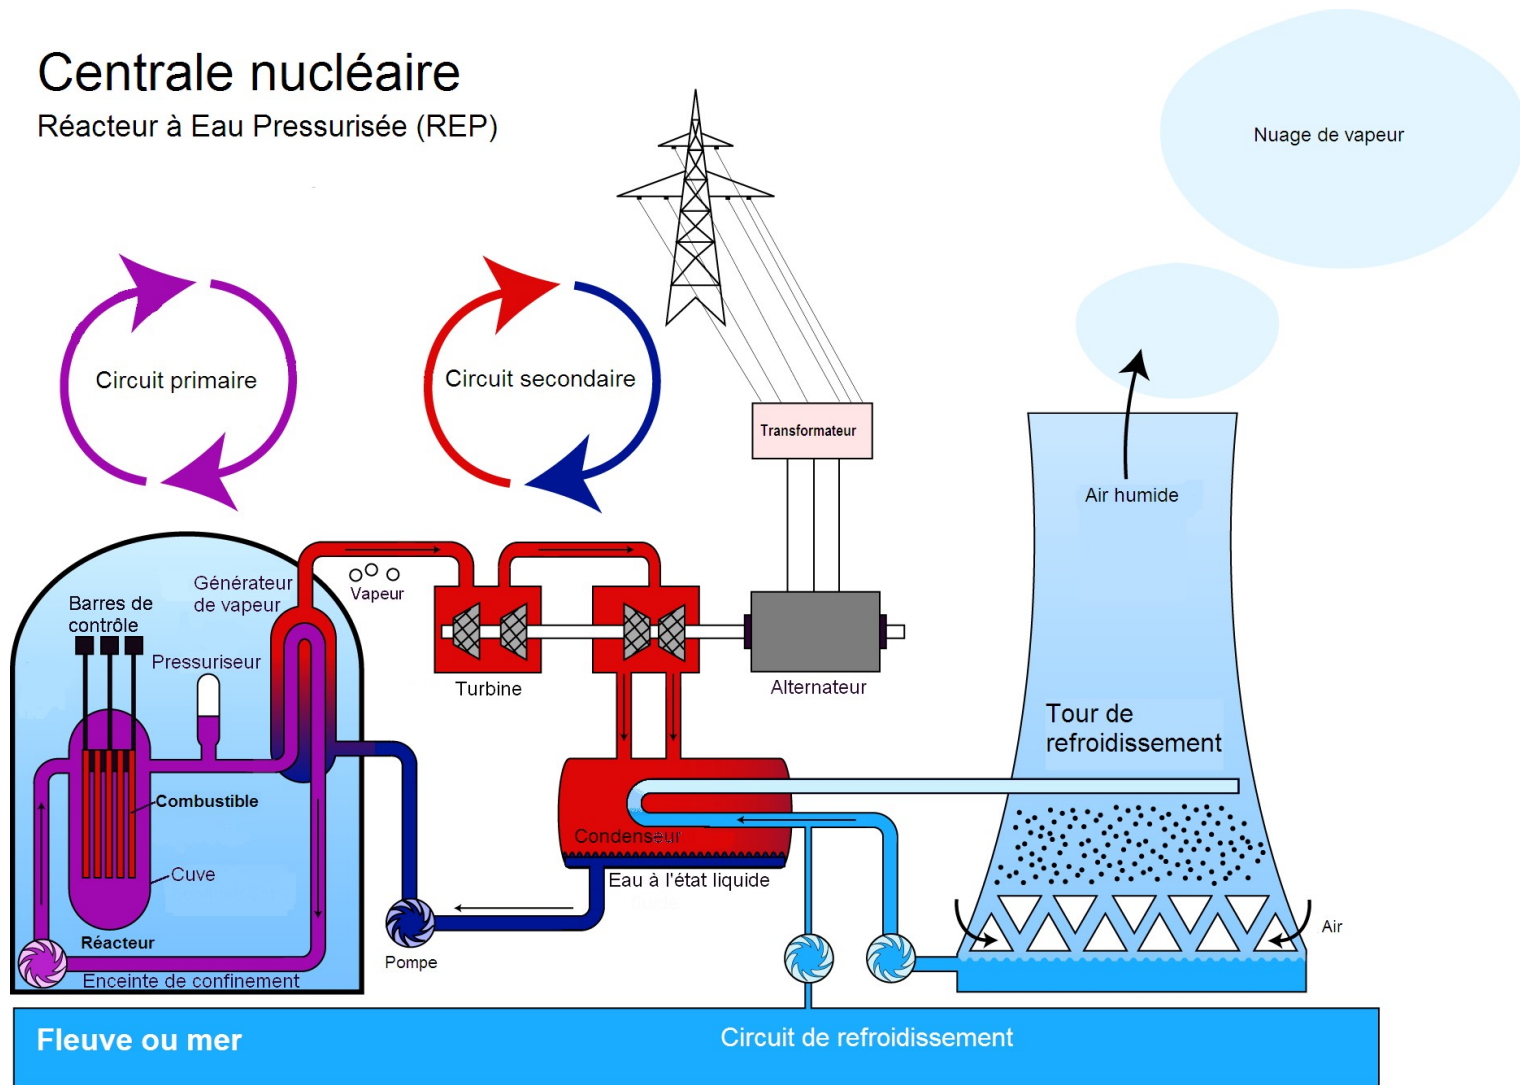 Centrale nucléaire
Réacteur à Eau Pressurisée (REP)
Nuage de vapeur
Circuit primaire
Circuit secondaire
Transformateur
Air humide
Générateur
de vapeur
Vapeur
Barres de
contrôle
Pressuriseur
Turbine
Alternateur
Tour de
refroidissement
Combustible
Condenseur
Cuve
Eau à l'état liquide
Réacteur
Pompe
Air
Enceinte de confinement
Fleuve ou mer
Circuit de refroidissement